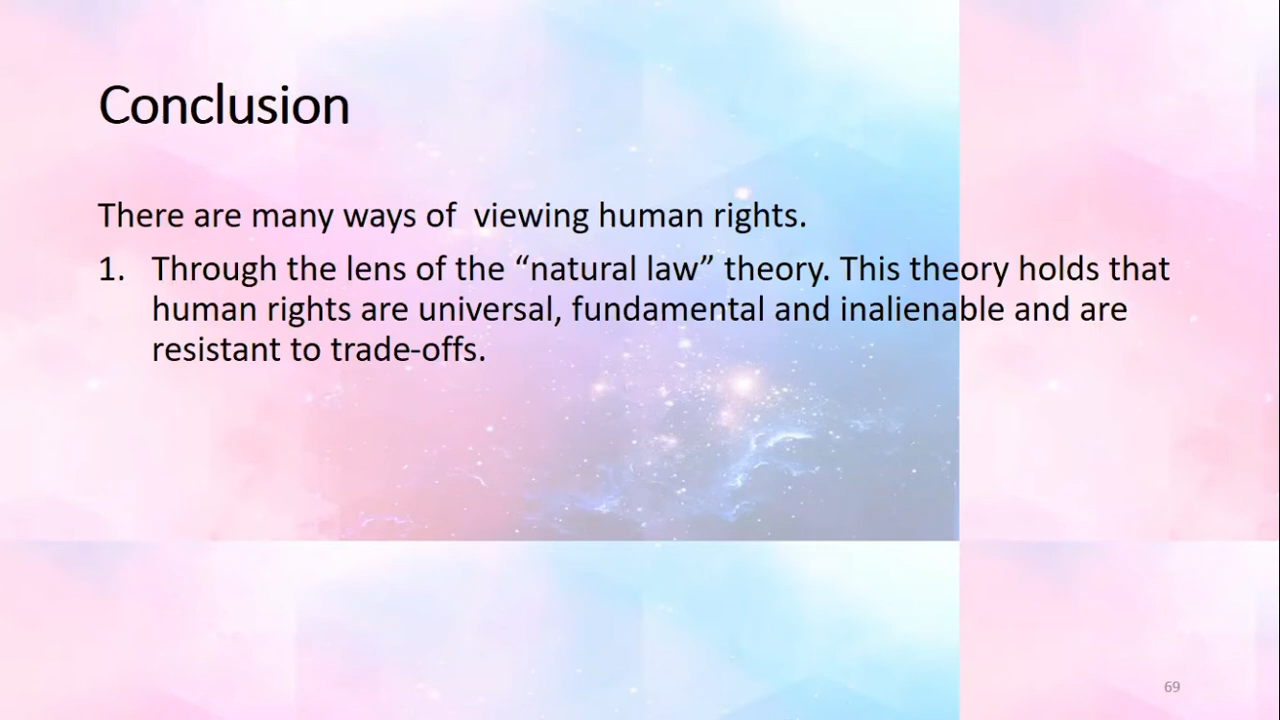 Conclusion
There are many ways of  viewing human rights.
1. Through the lens of the “natural law” theory. This theory holds that
human rights are universal, fundamental and inalienable and are
resistant to trade-offs.
69